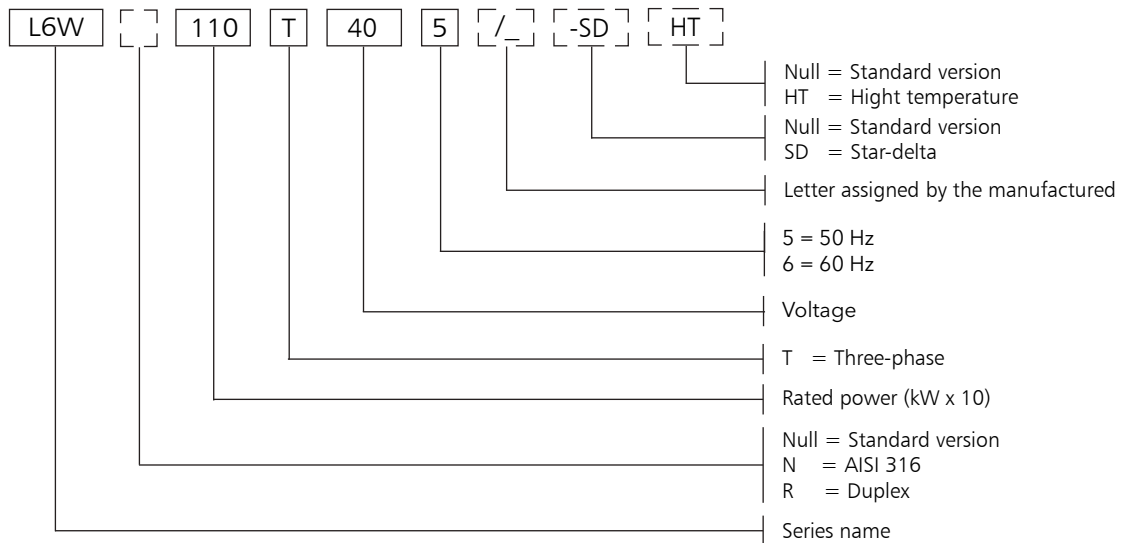 L6W 110 T 40 5 /_ -SD HT
Null = Standard version
HT = Hight temperature
Null = Standard version
SD = Star-delta
Letter assigned by the manufactured
5 = 50 Hz
6 = 60 Hz
Voltage
T = Three-phase
Rated power (kW x 10)
Null = Standard version
N = AISI 316
R = Duplex
Series name